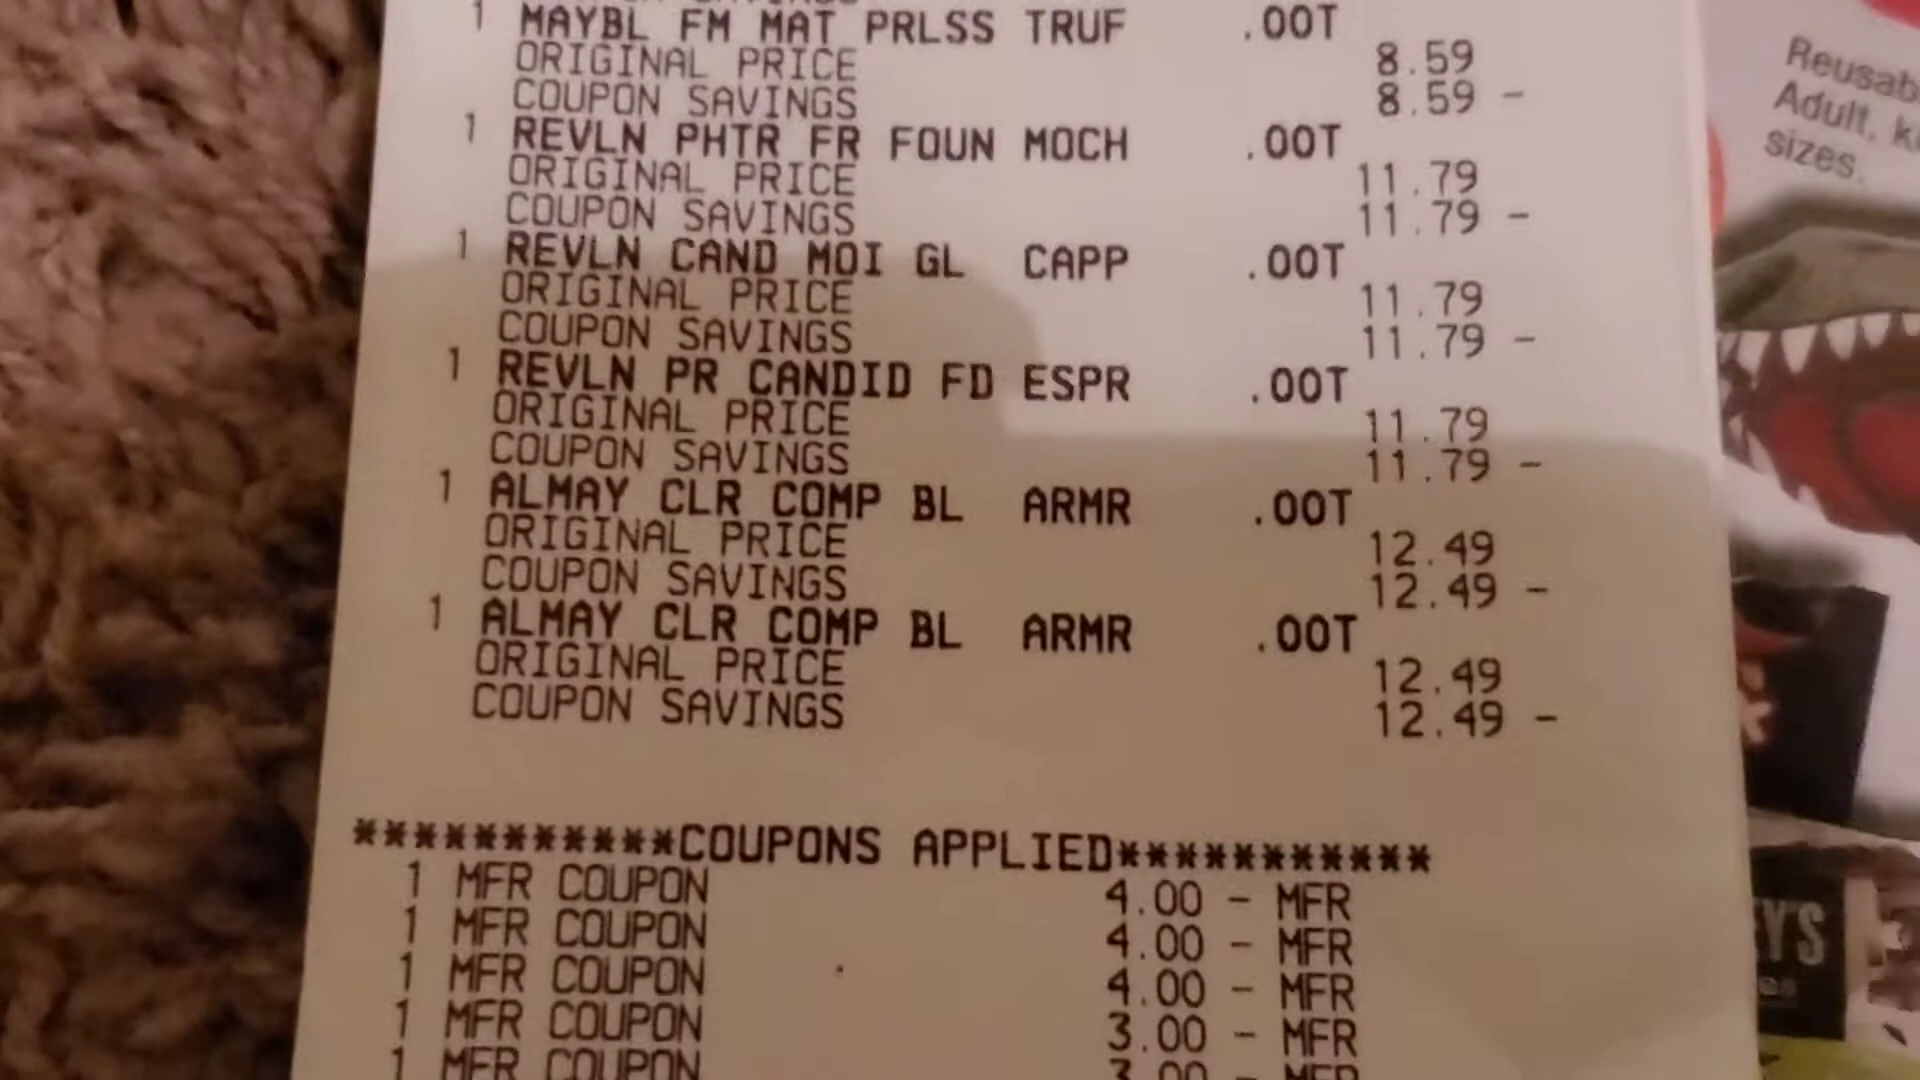 1 MAYBL FM MAT PRLSS TRUF .00T
ORIGINAL PRICE 8.59
COUPON SAVINGS 8.59 -
1 REVLN PHTR FR FOUN MOCH .00T
ORIGINAL PRICE 11.79
COUPON SAVINGS 11.79 -
1 REVLN CAND MOI GL CAPP .00T
ORIGINAL PRICE 11.79
COUPON SAVINGS 11.79 -
1 REVLN PR CANDID FD ESPR .00T
ORIGINAL PRICE 11.79
COUPON SAVINGS 11.79 -
1 ALMAY CLR COMP BL ARMR .00T
ORIGINAL PRICE 12.49
COUPON SAVINGS 12.49 -
1 ALMAY CLR COMP BL ARMR .00T
ORIGINAL PRICE 12.49
COUPON SAVINGS 12.49 -
***********COUPONS APPLIED***********
1 MFR COUPON 4.00 - MFR
1 MFR COUPON 4.00 - MFR
1 MFR COUPON 4.00 - MFR
1 MFR COUPON 3.00 - MFR
1 MFR COUPON 3.00 - MFR
Reusab
Adult, k
sizes.
Y'S